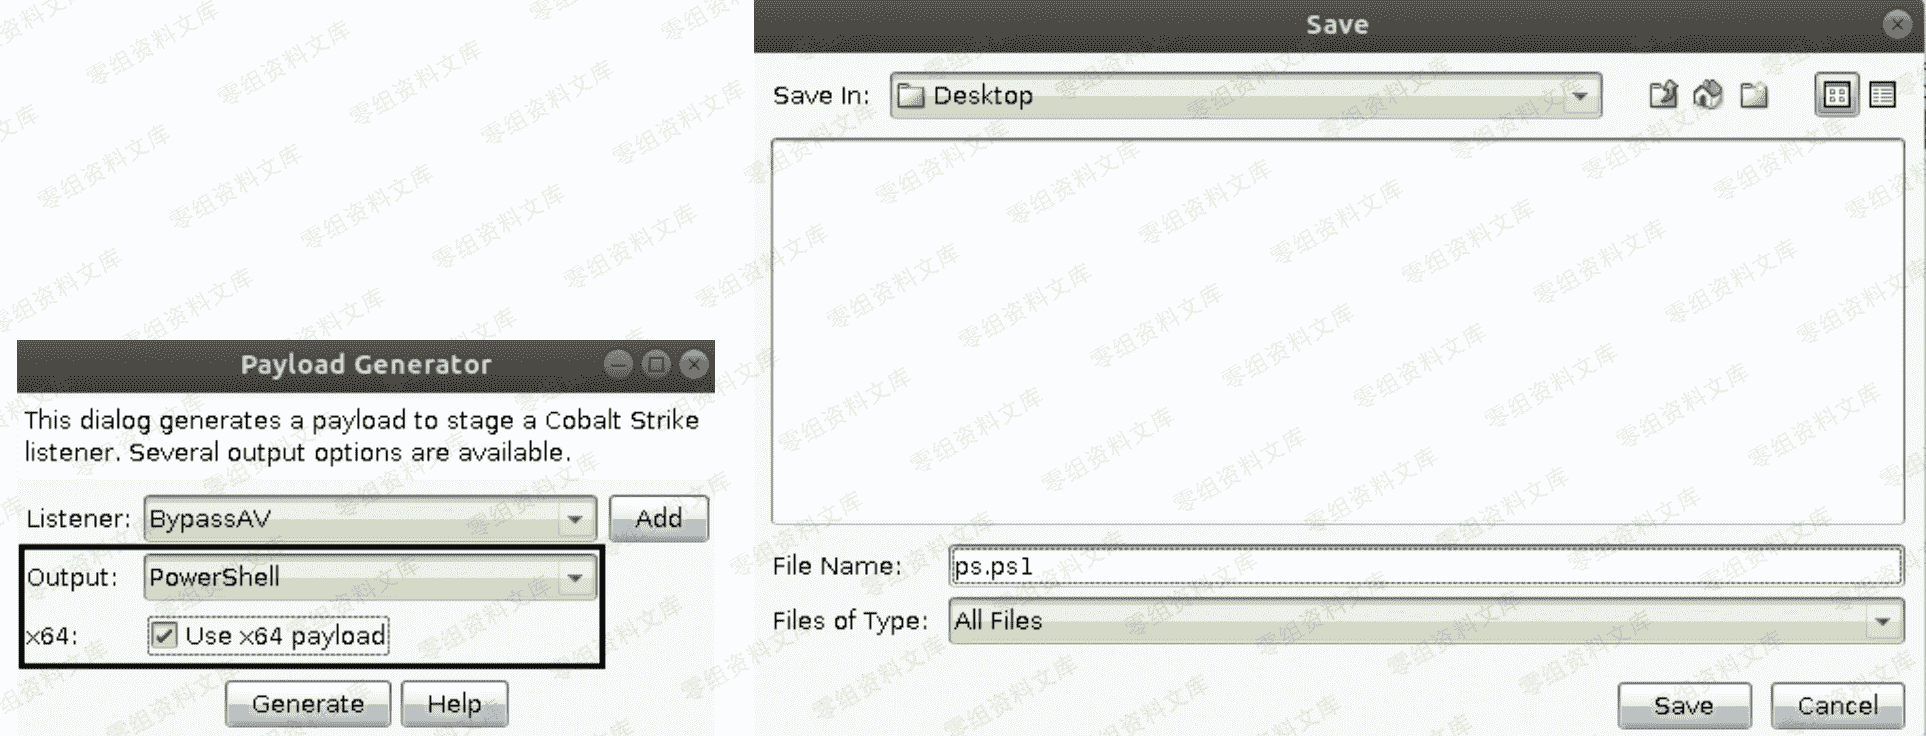 Payload Generator
This dialog generates a payload to stage a Cobalt Strike
listener. Several output options are available.
Listener: BypassAV Add
Output: PowerShell
x64: Use x64 payload
Generate Help
Save
Save In: Desktop
File Name: ps.ps1
Files of Type: All Files
Save Cancel
零组资料文库